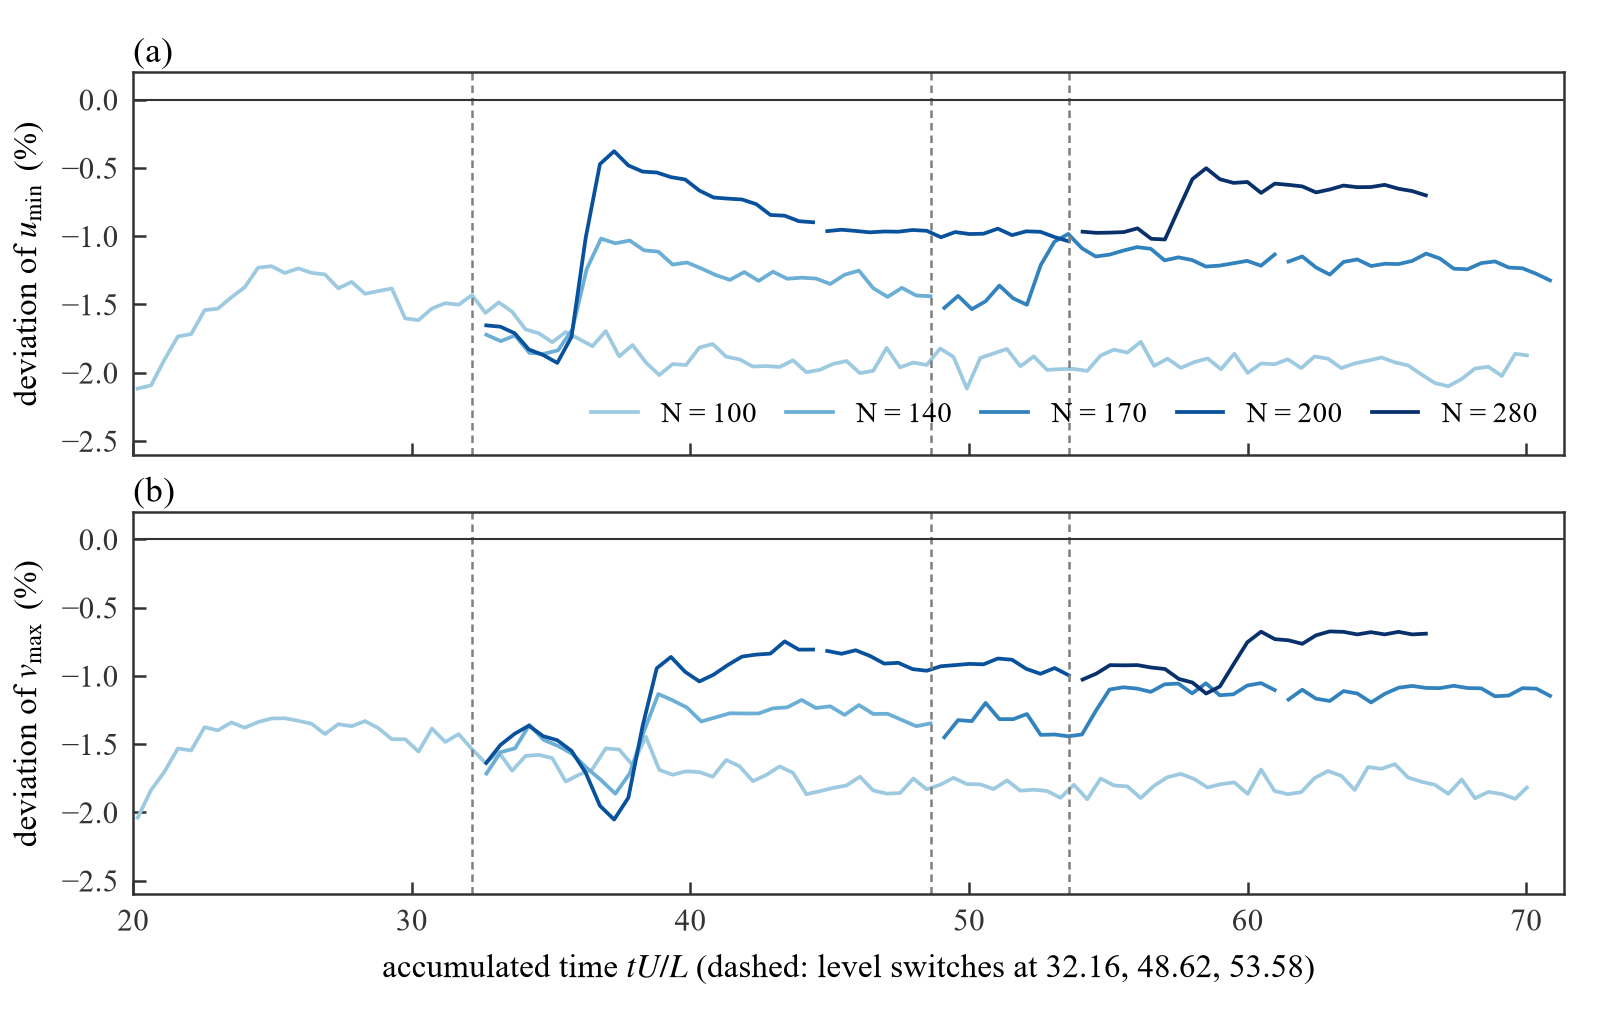 (a)
deviation of u_min (%)
0.0
−0.5
−1.0
−1.5
−2.0
−2.5
N = 100 N = 140 N = 170 N = 200 N = 280
(b)
deviation of v_max (%)
0.0
−0.5
−1.0
−1.5
−2.0
−2.5
20 30 40 50 60 70
accumulated time tU/L (dashed: level switches at 32.16, 48.62, 53.58)